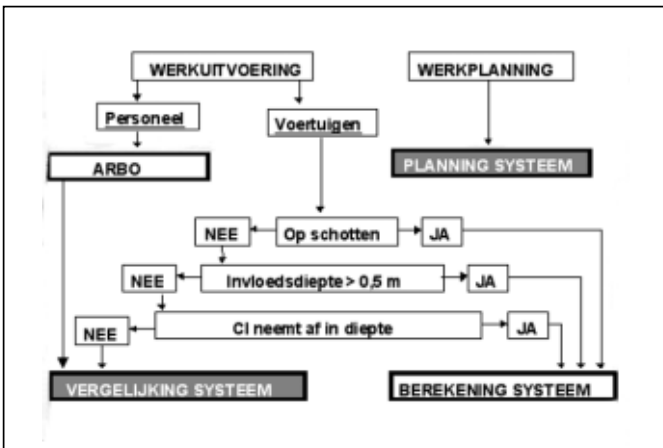 WERKUITVOERING
WERKPLANNING
Personeel
Voertuigen
ARBO
PLANNING SYSTEEM
NEE
Op schotten
JA
NEE
Invloedsdiepte > 0,5 m
JA
NEE
CI neemt af in diepte
JA
VERGELIJKING SYSTEEM
BEREKENING SYSTEEM